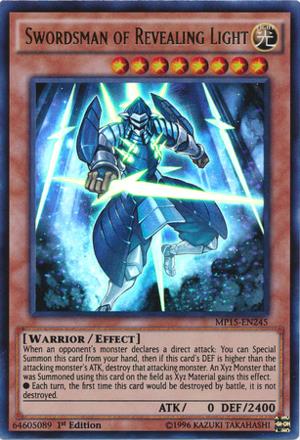 SWORDSMAN OF REVEALING LIGHT
光
MP15-EN245
[WARRIOR / EFFECT]
When an opponent's monster declares a direct attack: You can Special
Summon this card from your hand, then if this card's DEF is higher than the
attacking monster's ATK, destroy that attacking monster. An Xyz Monster that
was Summoned using this card on the field as Xyz Material gains this effect.
● Each turn, the first time this card would be destroyed by battle, it is not
destroyed.
ATK/ 0 DEF/2400
64605089 1st Edition ©1996 KAZUKI TAKAHASHI